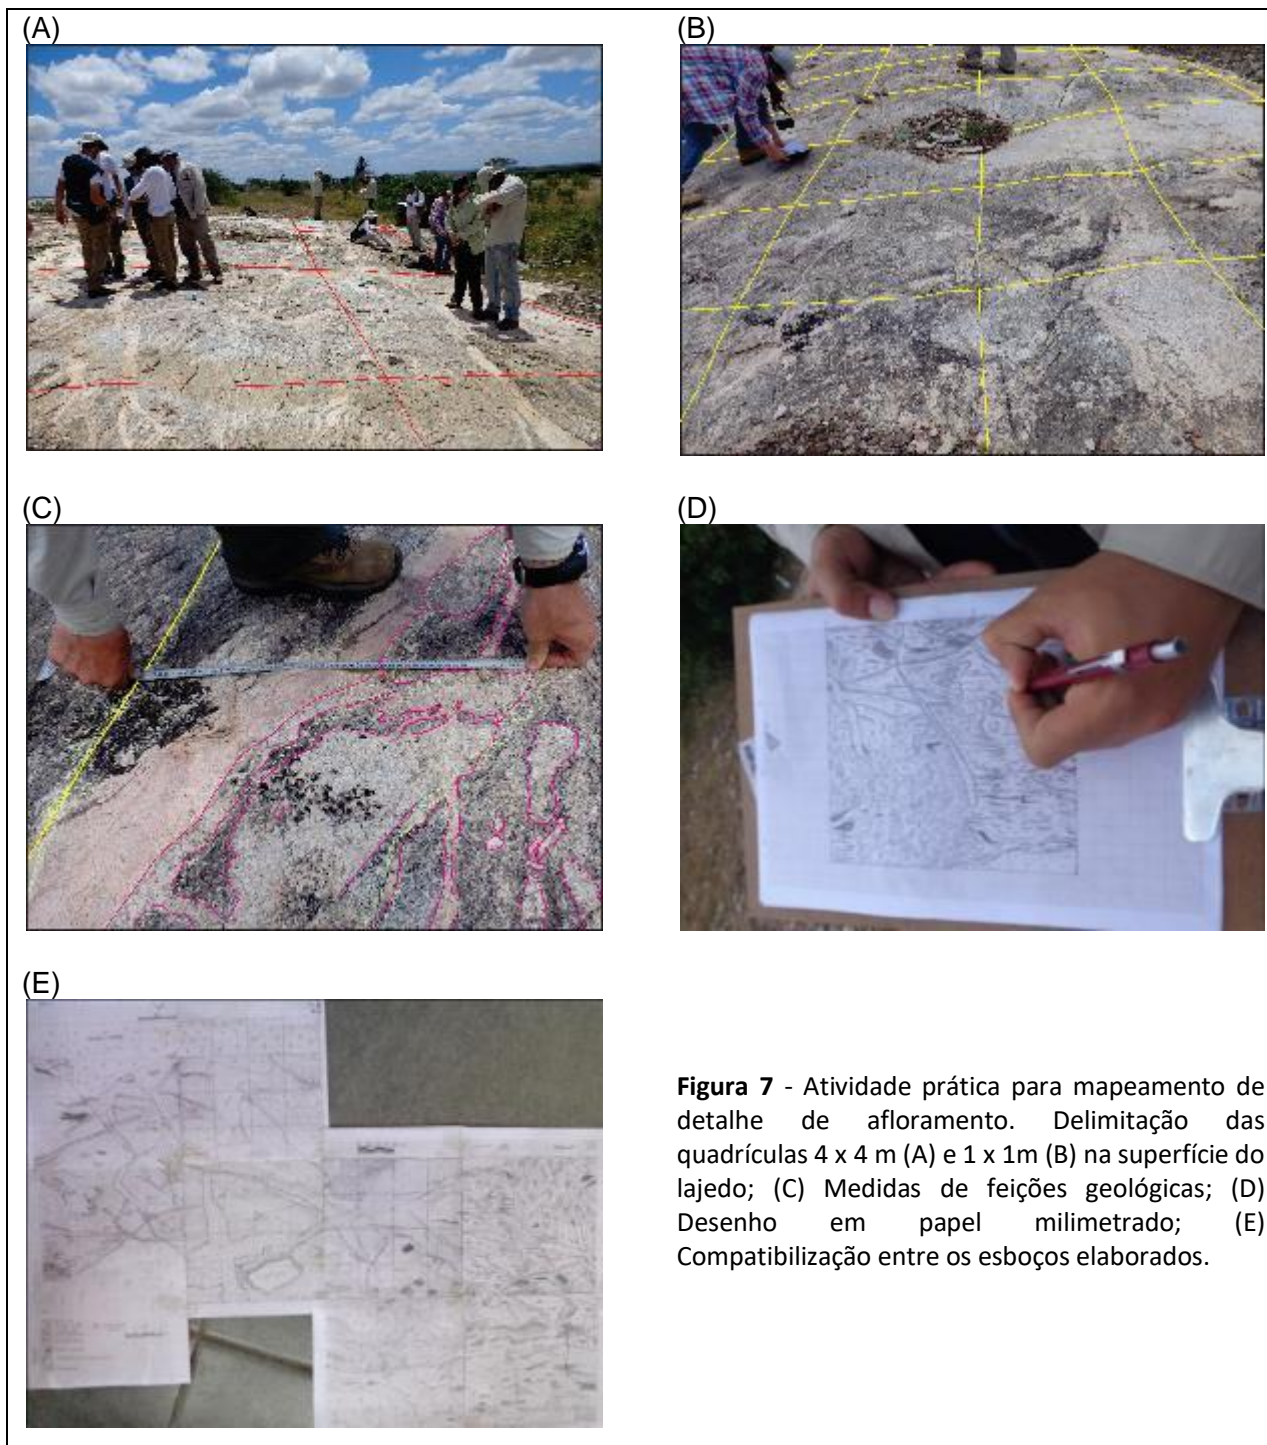 (A)
(B)
(C)
(D)
(E)
Figura 7 - Atividade prática para mapeamento de
detalhe de afloramento. Delimitação das
quadrículas 4 x 4 m (A) e 1 x 1m (B) na superfície do
lajedo; (C) Medidas de feições geológicas; (D)
Desenho em papel milimetrado; (E)
Compatibilização entre os esboços elaborados.